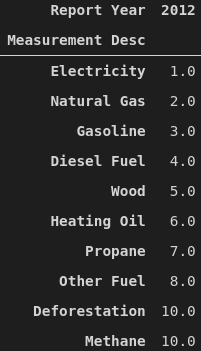 Report Year 2012
Measurement Desc
Electricity 1.0
Natural Gas 2.0
Gasoline 3.0
Diesel Fuel 4.0
Wood 5.0
Heating Oil 6.0
Propane 7.0
Other Fuel 8.0
Deforestation 10.0
Methane 10.0